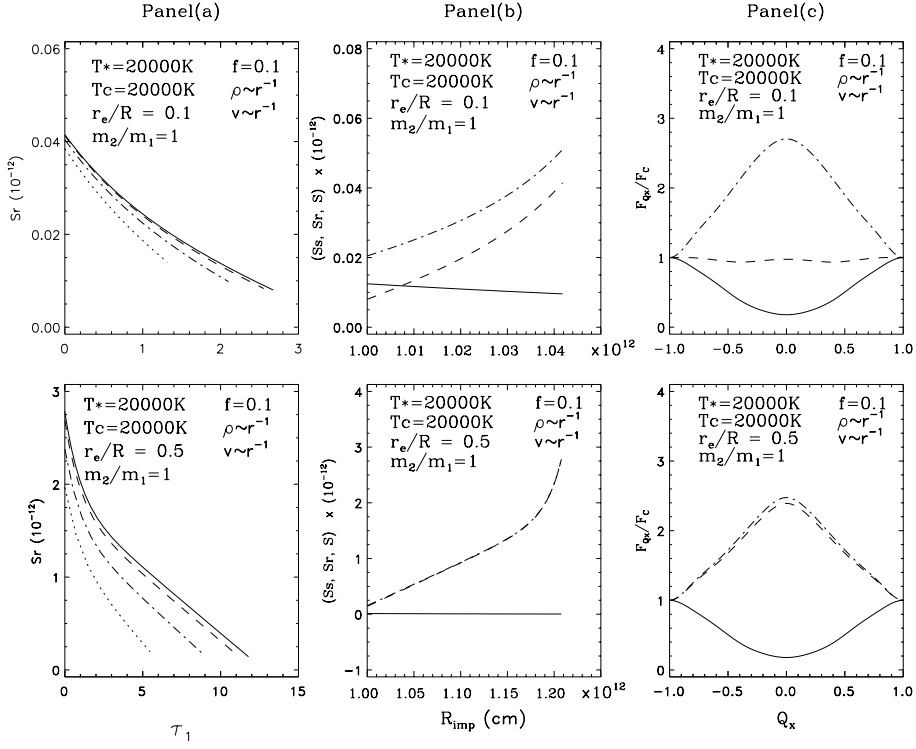 Panel(a)
Panel(b)
Panel(c)
0.06
0.04
0.02
0.00
Sr (10⁻¹²)
T*=20000K f=0.1
Tc=20000K ρ~r⁻¹
rₑ/R = 0.1 v~r⁻¹
m₂/m₁=1
0 1 2 3
0.08
0.06
0.04
0.02
0.00
(Ss, Sr, S) x (10⁻¹²)
T*=20000K f=0.1
Tc=20000K ρ~r⁻¹
rₑ/R = 0.1 v~r⁻¹
m₂/m₁=1
1.00 1.01 1.02 1.03 1.04 x10¹²
4
3
2
1
0
F_Qx/F_C
T*=20000K f=0.1
Tc=20000K ρ~r⁻¹
rₑ/R = 0.1 v~r⁻¹
m₂/m₁=1
-1.0 -0.5 0.0 0.5 1.0
3
2
1
0
Sr (10⁻¹²)
T*=20000K f=0.1
Tc=20000K ρ~r⁻¹
rₑ/R = 0.5 v~r⁻¹
m₂/m₁=1
0 5 10 15
τ₁
4
3
2
1
0
-1
(Ss, Sr, S) x (10⁻¹²)
T*=20000K f=0.1
Tc=20000K ρ~r⁻¹
rₑ/R = 0.5 v~r⁻¹
m₂/m₁=1
1.00 1.05 1.10 1.15 1.20 x10¹²
R_imp (cm)
4
3
2
1
0
F_Qx/F_C
T*=20000K f=0.1
Tc=20000K ρ~r⁻¹
rₑ/R = 0.5 v~r⁻¹
m₂/m₁=1
-1.0 -0.5 0.0 0.5 1.0
Qₓ